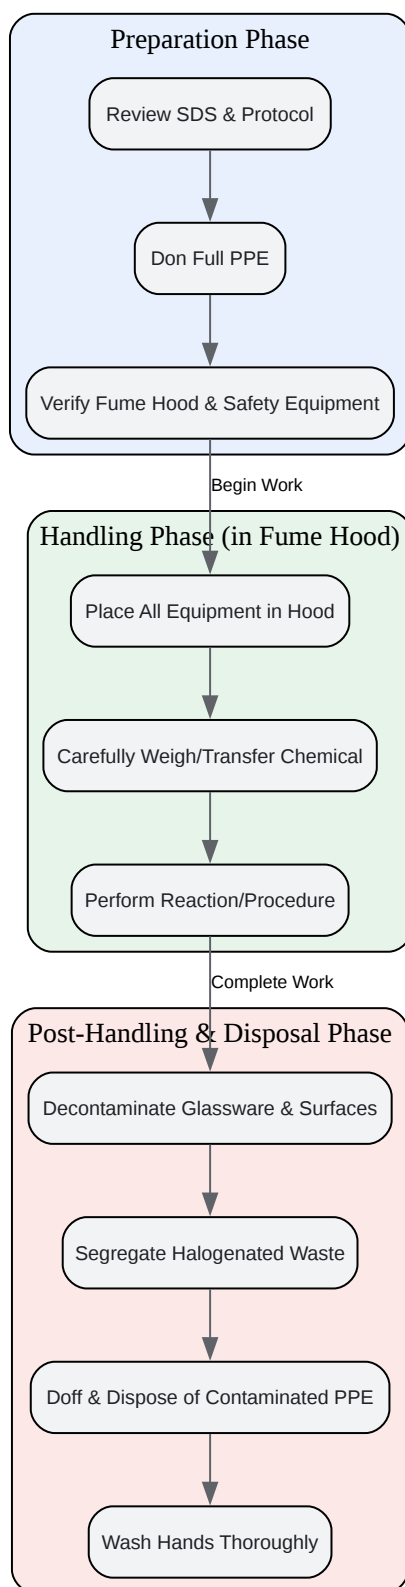 Preparation Phase
Review SDS & Protocol
Don Full PPE
Verify Fume Hood & Safety Equipment
Begin Work
Handling Phase (in Fume Hood)
Place All Equipment in Hood
Carefully Weigh/Transfer Chemical
Perform Reaction/Procedure
Complete Work
Post-Handling & Disposal Phase
Decontaminate Glassware & Surfaces
Segregate Halogenated Waste
Doff & Dispose of Contaminated PPE
Wash Hands Thoroughly